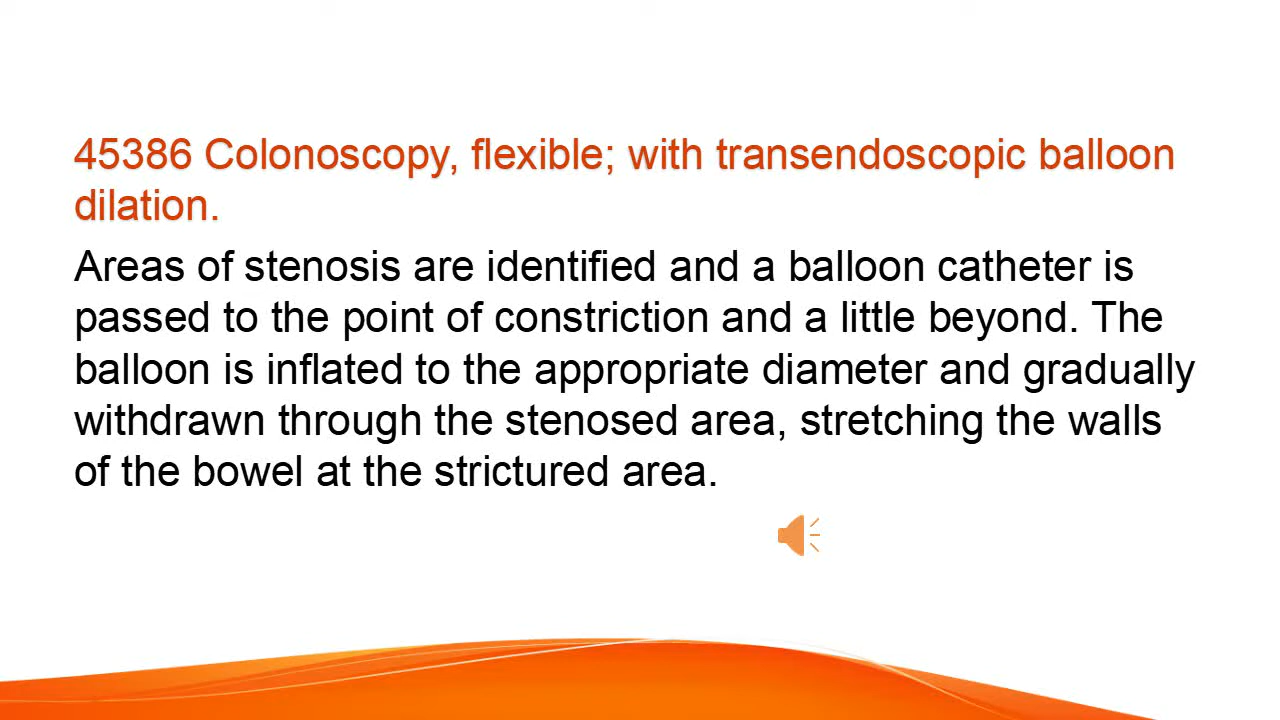 45386 Colonoscopy, flexible; with transendoscopic balloon
dilation.
Areas of stenosis are identified and a balloon catheter is
passed to the point of constriction and a little beyond. The
balloon is inflated to the appropriate diameter and gradually
withdrawn through the stenosed area, stretching the walls
of the bowel at the strictured area.